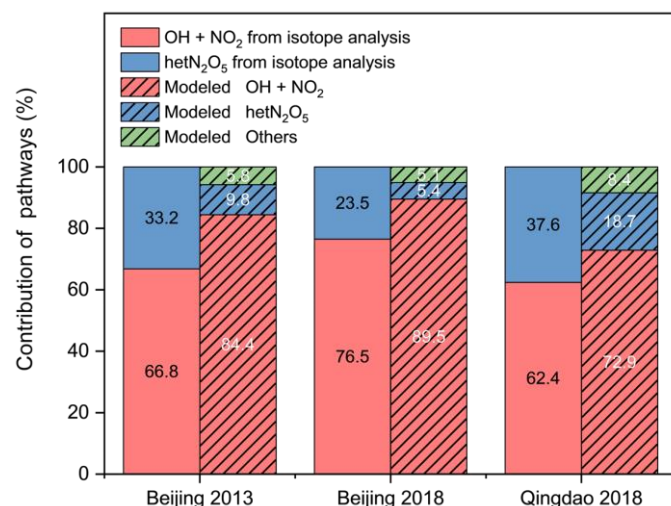 OH + NO₂ from isotope analysis
hetN₂O₅ from isotope analysis
Modeled OH + NO₂
Modeled hetN₂O₅
Modeled Others
Contribution of pathways (%)
100
80
60
40
20
0
33.2
66.8
5.8
9.8
84.4
23.5
76.5
5.1
5.4
89.5
37.6
62.4
8.4
18.7
72.9
Beijing 2013
Beijing 2018
Qingdao 2018